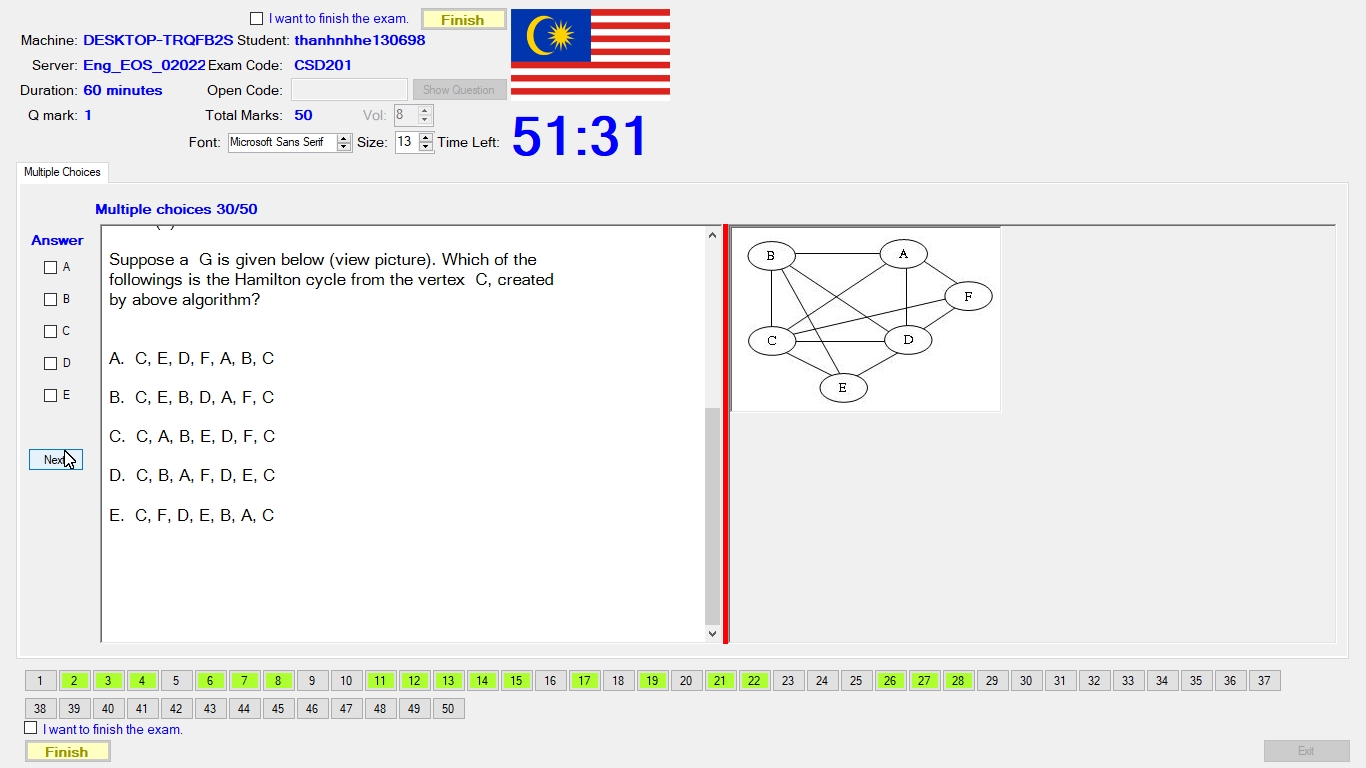 I want to finish the exam.
Finish
Machine: DESKTOP-TRQFB2S Student: thanhnhhe130698
Server: Eng_EOS_02022 Exam Code: CSD201
Duration: 60 minutes Open Code: Show Question
Q mark: 1 Total Marks: 50 Vol: 8
Font: Microsoft Sans Serif Size: 13 Time Left: 51:31
Multiple Choices
Multiple choices 30/50
Answer
A
B
C
D
E
Next
Suppose a G is given below (view picture). Which of the
followings is the Hamilton cycle from the vertex C, created
by above algorithm?
A. C, E, D, F, A, B, C
B. C, E, B, D, A, F, C
C. C, A, B, E, D, F, C
D. C, B, A, F, D, E, C
E. C, F, D, E, B, A, C
B A
F
C D
E
1 2 3 4 5 6 7 8 9 10 11 12 13 14 15 16 17 18 19 20 21 22 23 24 25 26 27 28 29 30 31 32 33 34 35 36 37
38 39 40 41 42 43 44 45 46 47 48 49 50
I want to finish the exam.
Finish
Exit